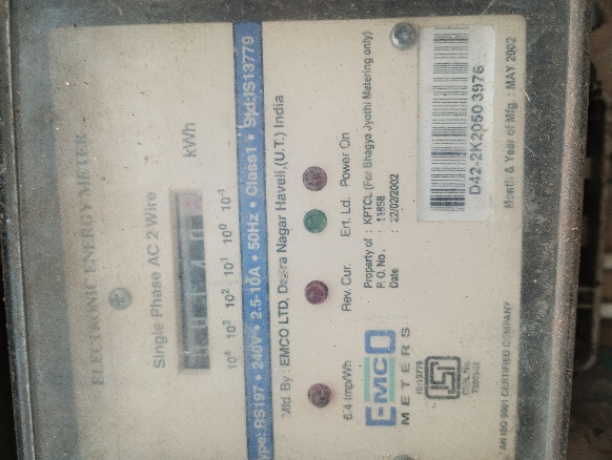 ELECTRONIC ENERGY METER
Single Phase AC 2 Wire
kWh
10⁴ 10³ 10² 10¹ 10⁰ 10⁻¹
Type: RS197 • 240V • 2.5-10A • 50Hz • Class1 • Std:IS13779
Mfd. By : EMCO LTD, Dadra Nagar Haveli,(U.T.) India
6.4 Imp/Wh Rev. Cur. Ert. Ld. Power On
EMCO
METERS
Property of : KPTCL (For Bhagya Jyothi Metering only)
P. O. No. : 11858
Date : 22/02/2002
IS:13779
D42-2K2050 3976
AN ISO 9001 CERTIFIED COMPANY
Month & Year of Mfg. : MAY 2002